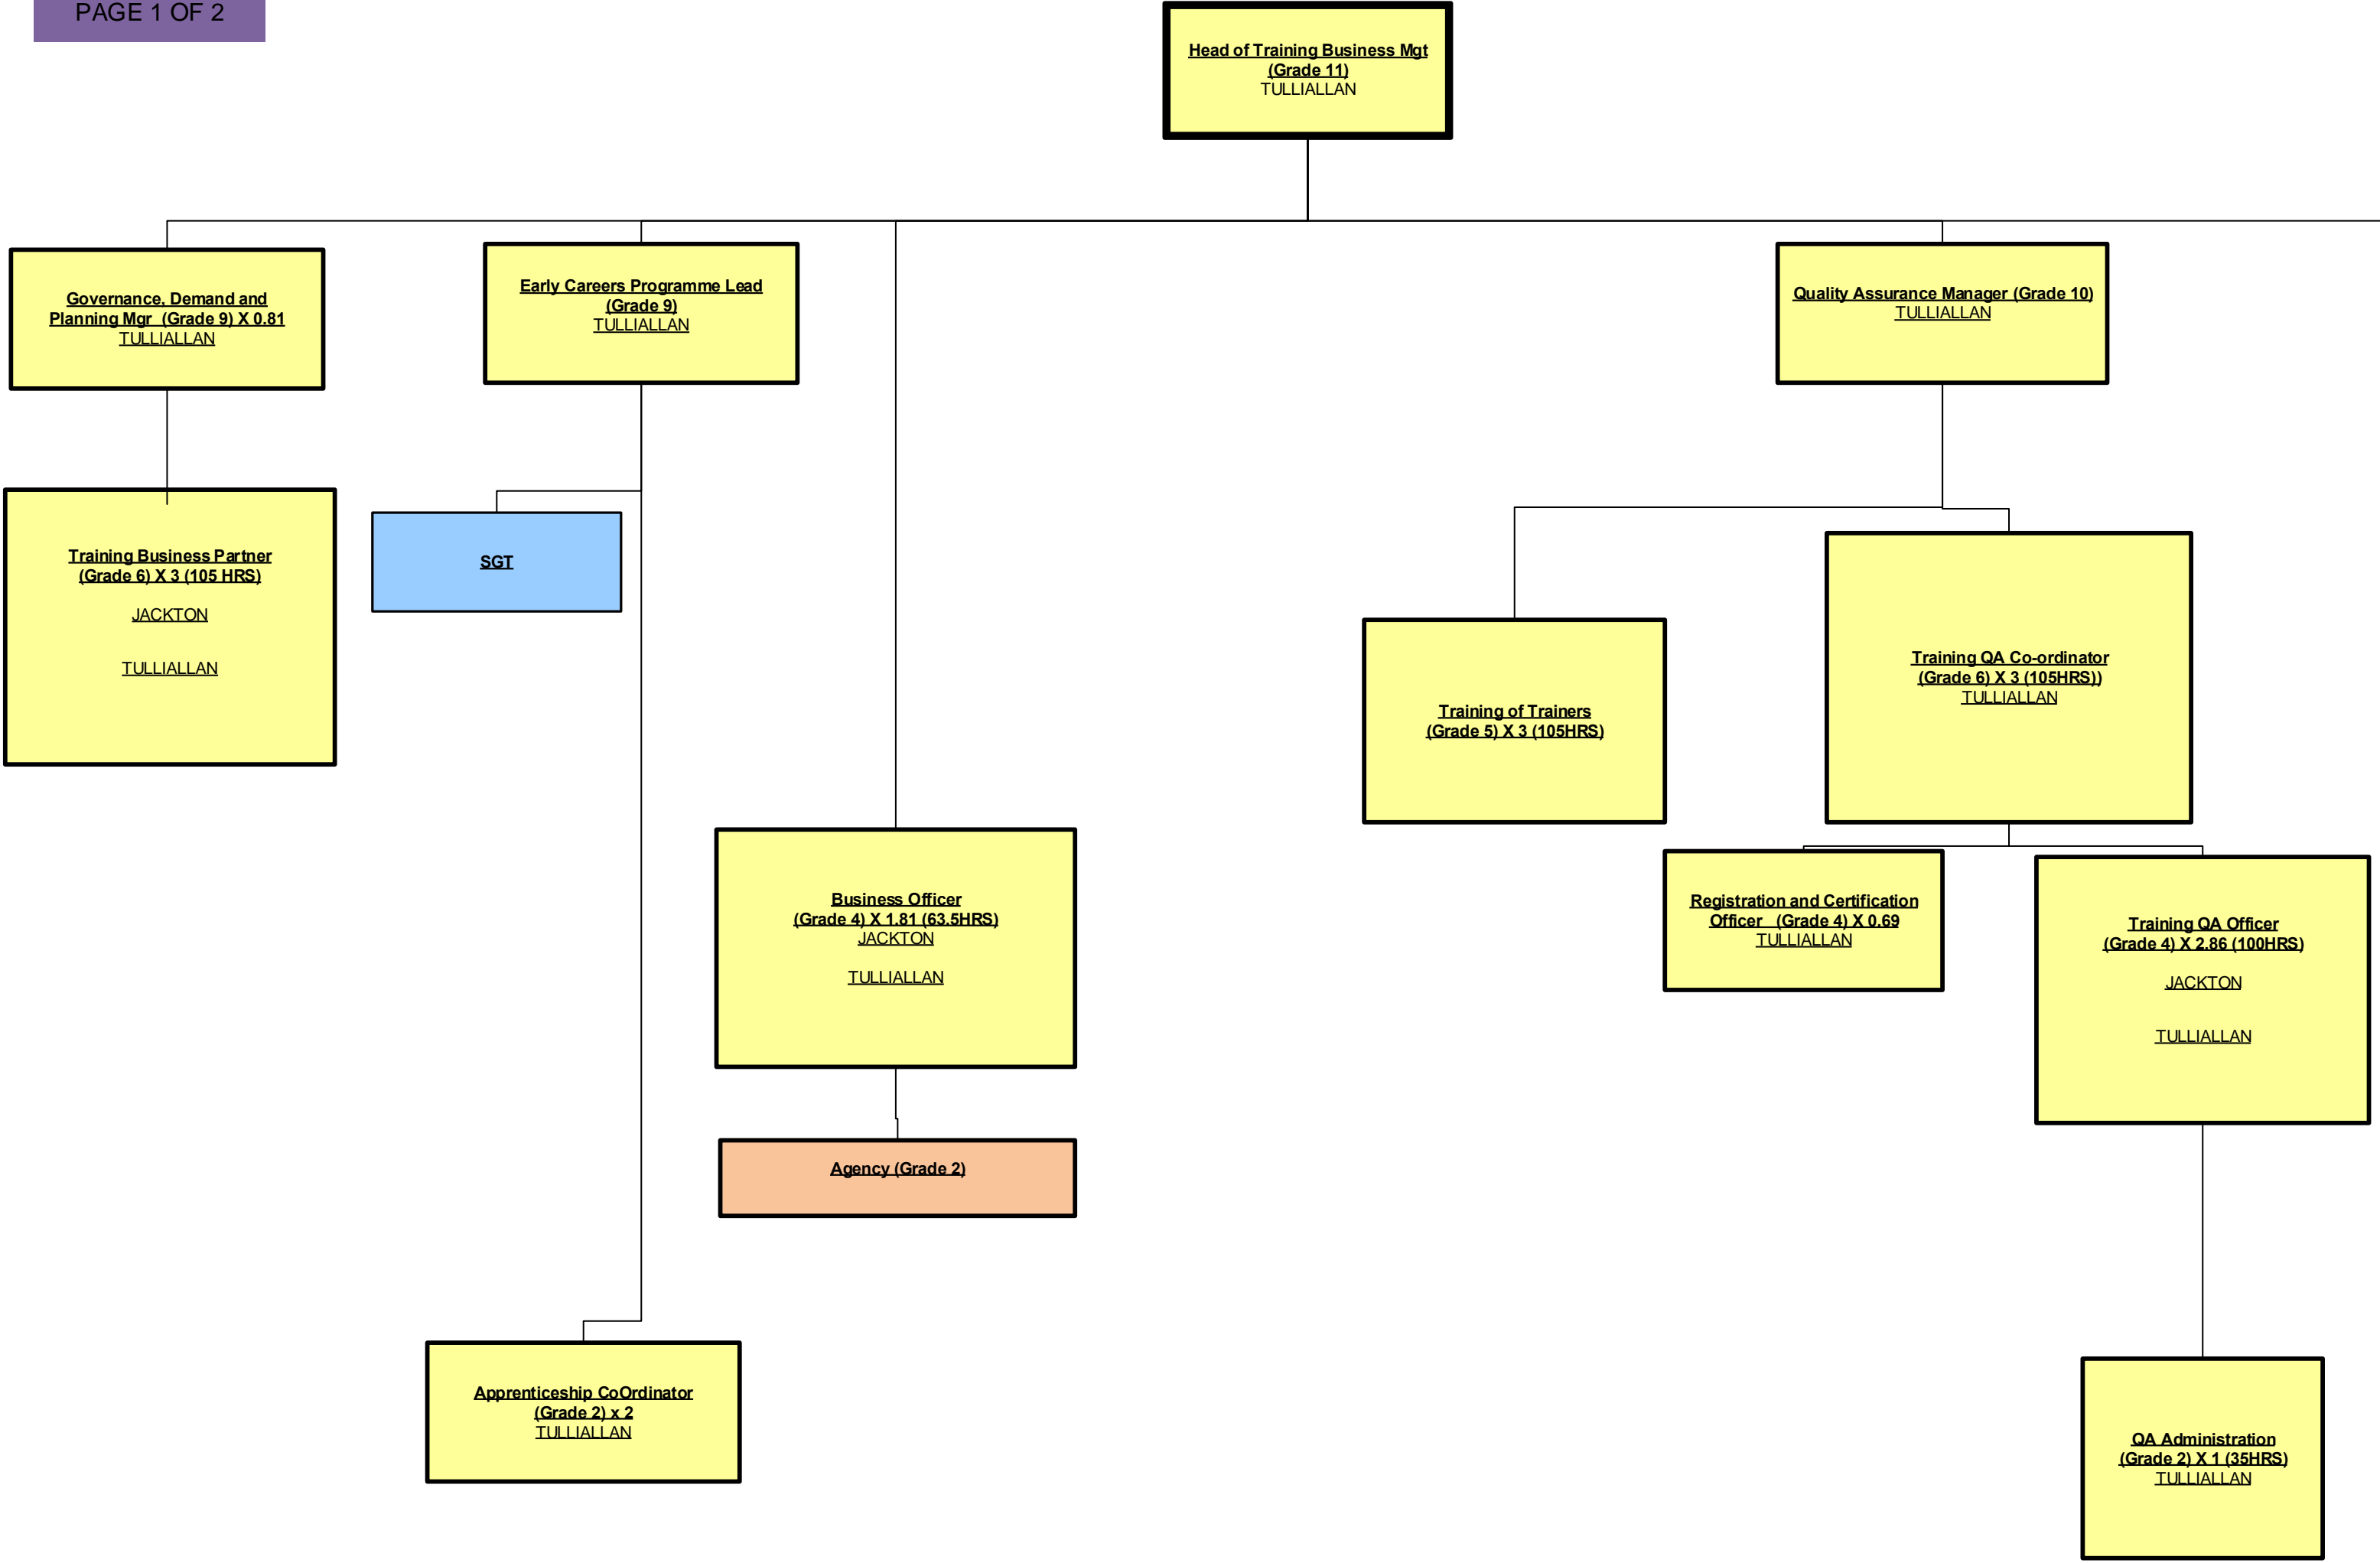 PAGE 1 OF 2
Head of Training Business Mgt
(Grade 11)
TULLIALLAN
Governance, Demand and
Planning Mgr  (Grade 9) X 0.81
TULLIALLAN
Early Careers Programme Lead
(Grade 9)
TULLIALLAN
Quality Assurance Manager (Grade 10)
TULLIALLAN
Training Business Partner
(Grade 6) X 3 (105 HRS)
JACKTON
TULLIALLAN
SGT
Training of Trainers
(Grade 5) X 3 (105HRS)
Training QA Co-ordinator
(Grade 6) X 3 (105HRS))
TULLIALLAN
Business Officer
(Grade 4) X 1.81 (63.5HRS)
JACKTON
TULLIALLAN
Registration and Certification
Officer   (Grade 4) X 0.69
TULLIALLAN
Training QA Officer
(Grade 4) X 2.86 (100HRS)
JACKTON
TULLIALLAN
Agency (Grade 2)
Apprenticeship CoOrdinator
(Grade 2) x 2
TULLIALLAN
QA Administration
(Grade 2) X 1 (35HRS)
TULLIALLAN